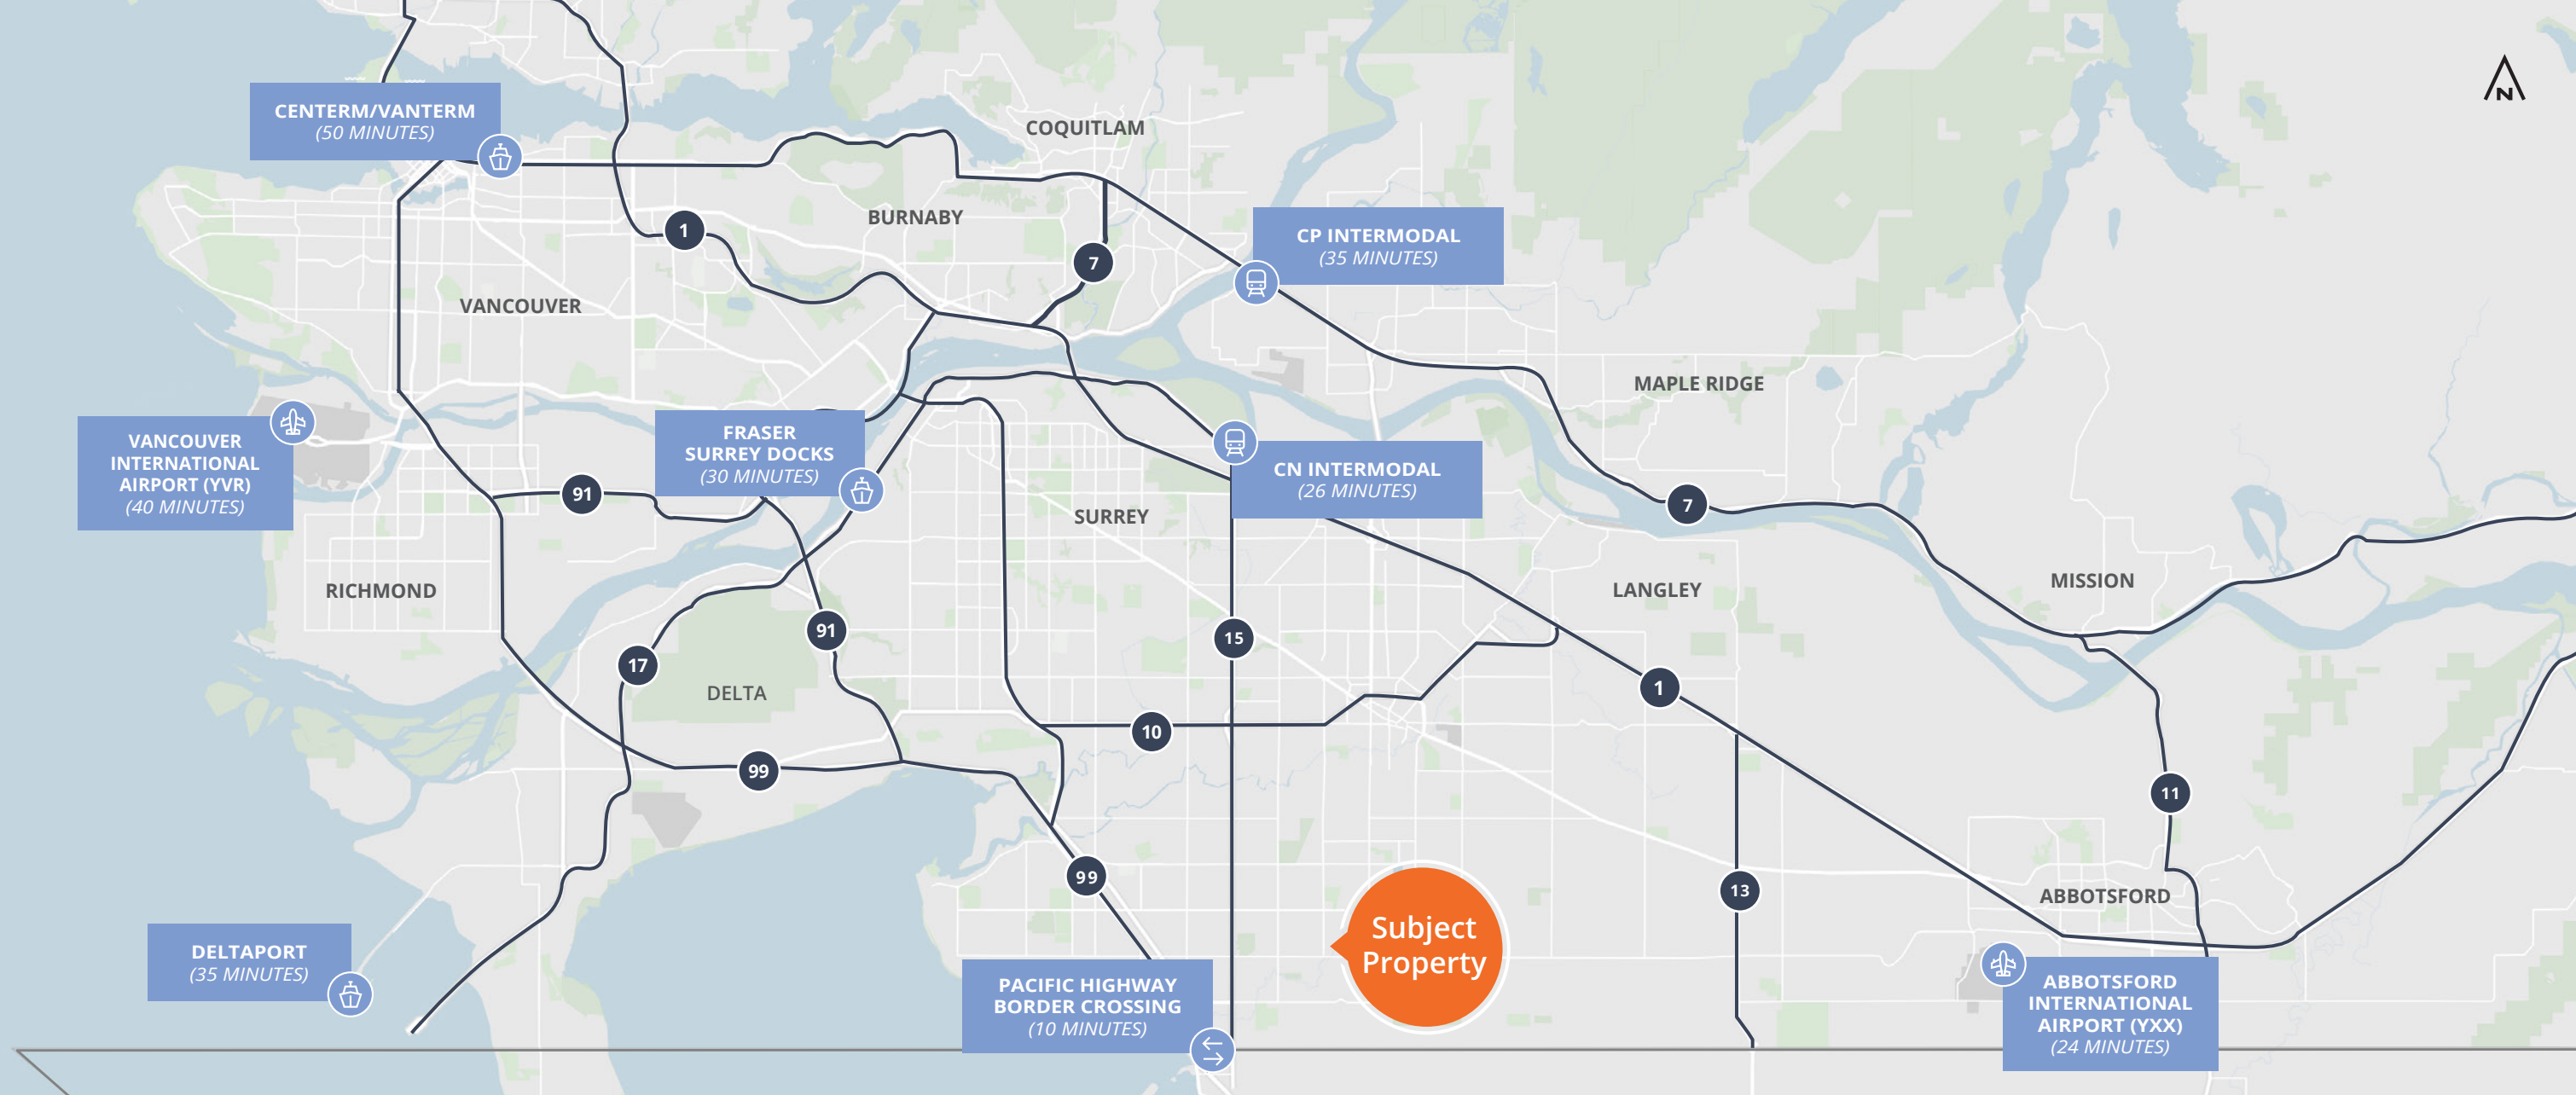 N
CENTERM/VANTERM
(50 MINUTES)
COQUITLAM
BURNABY
1
7
CP INTERMODAL
(35 MINUTES)
VANCOUVER
MAPLE RIDGE
VANCOUVER
INTERNATIONAL
AIRPORT (YVR)
(40 MINUTES)
FRASER
SURREY DOCKS
(30 MINUTES)
CN INTERMODAL
(26 MINUTES)
91
7
SURREY
RICHMOND
LANGLEY
MISSION
91
15
17
DELTA
1
10
99
11
99
13
ABBOTSFORD
Subject
Property
DELTAPORT
(35 MINUTES)
PACIFIC HIGHWAY
BORDER CROSSING
(10 MINUTES)
ABBOTSFORD
INTERNATIONAL
AIRPORT (YXX)
(24 MINUTES)